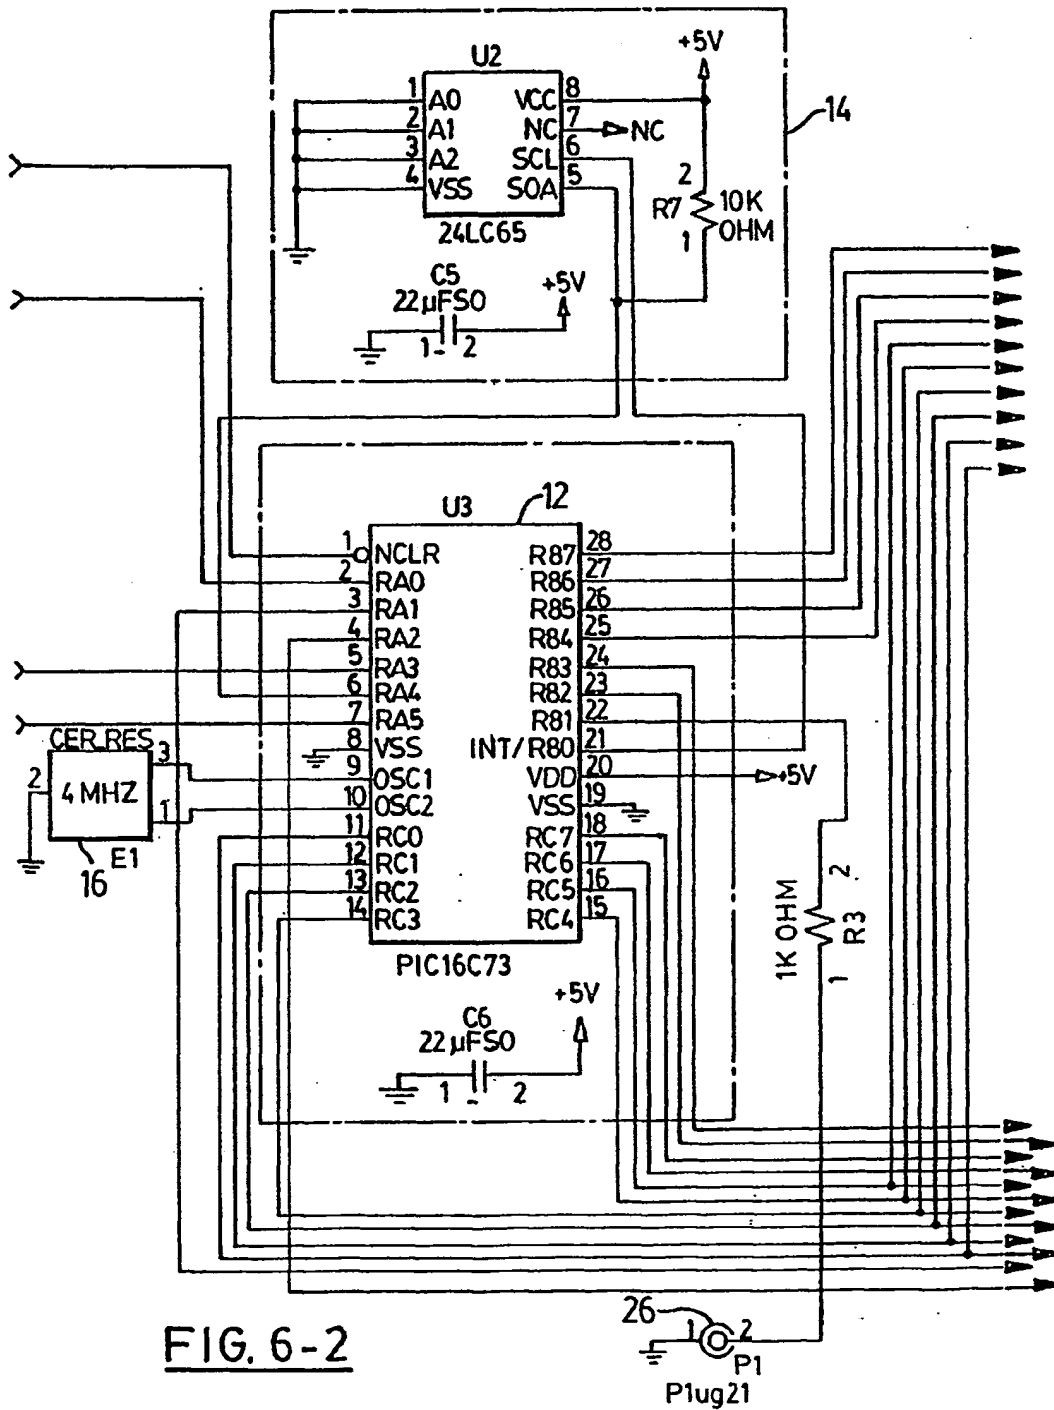 U2
+5V
1 A0 VCC 8
2 A1 NC 7 NC
3 A2 SCL 6
4 VSS SOA 5
24LC65
14
2
R7 10K OHM
1
C5
22µFSO
+5V
1- 2
U3
12
1 NCLR R87 28
2 RA0 R86 27
3 RA1 R85 26
4 RA2 R84 25
5 RA3 R83 24
6 RA4 R82 23
7 RA5 R81 22
8 VSS INT/R80 21
9 OSC1 VDD 20 +5V
10 OSC2 VSS 19
11 RC0 RC7 18
12 RC1 RC6 17
13 RC2 RC5 16
14 RC3 RC4 15
PIC16C73
CER_RES
2 4 MHZ 3
1
16 E1
1K OHM
2
R3
1
C6
22µFSO
+5V
1 - 2
26
1 2
P1
P1ug21
FIG. 6-2